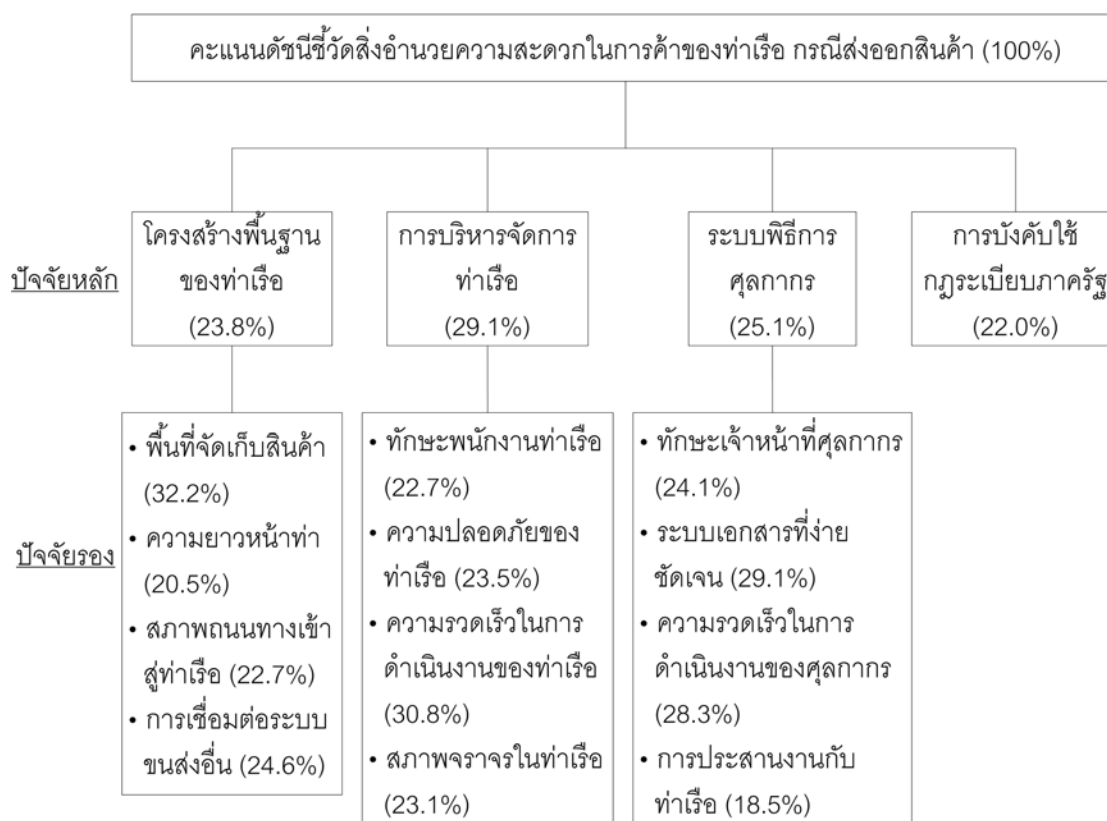 คะแนนดัชนีชี้วัดสิ่งอำนวยความสะดวกในการค้าของท่าเรือ กรณีส่งออกสินค้า (100%)
ปัจจัยหลัก
โครงสร้างพื้นฐาน
ของท่าเรือ
(23.8%)
การบริหารจัดการ
ท่าเรือ
(29.1%)
ระบบพิธีการ
ศุลกากร
(25.1%)
การบังคับใช้
กฎระเบียบภาครัฐ
(22.0%)
ปัจจัยรอง
• พื้นที่จัดเก็บสินค้า
(32.2%)
• ความยาวหน้าท่า
(20.5%)
• สภาพถนนทางเข้า
สู่ท่าเรือ (22.7%)
• การเชื่อมต่อระบบ
ขนส่งอื่น (24.6%)
• ทักษะพนักงานท่าเรือ
(22.7%)
• ความปลอดภัยของ
ท่าเรือ (23.5%)
• ความรวดเร็วในการ
ดำเนินงานของท่าเรือ
(30.8%)
• สภาพจราจรในท่าเรือ
(23.1%)
• ทักษะเจ้าหน้าที่ศุลกากร
(24.1%)
• ระบบเอกสารที่ง่าย
ชัดเจน (29.1%)
• ความรวดเร็วในการ
ดำเนินงานของศุลกากร
(28.3%)
• การประสานงานกับ
ท่าเรือ (18.5%)